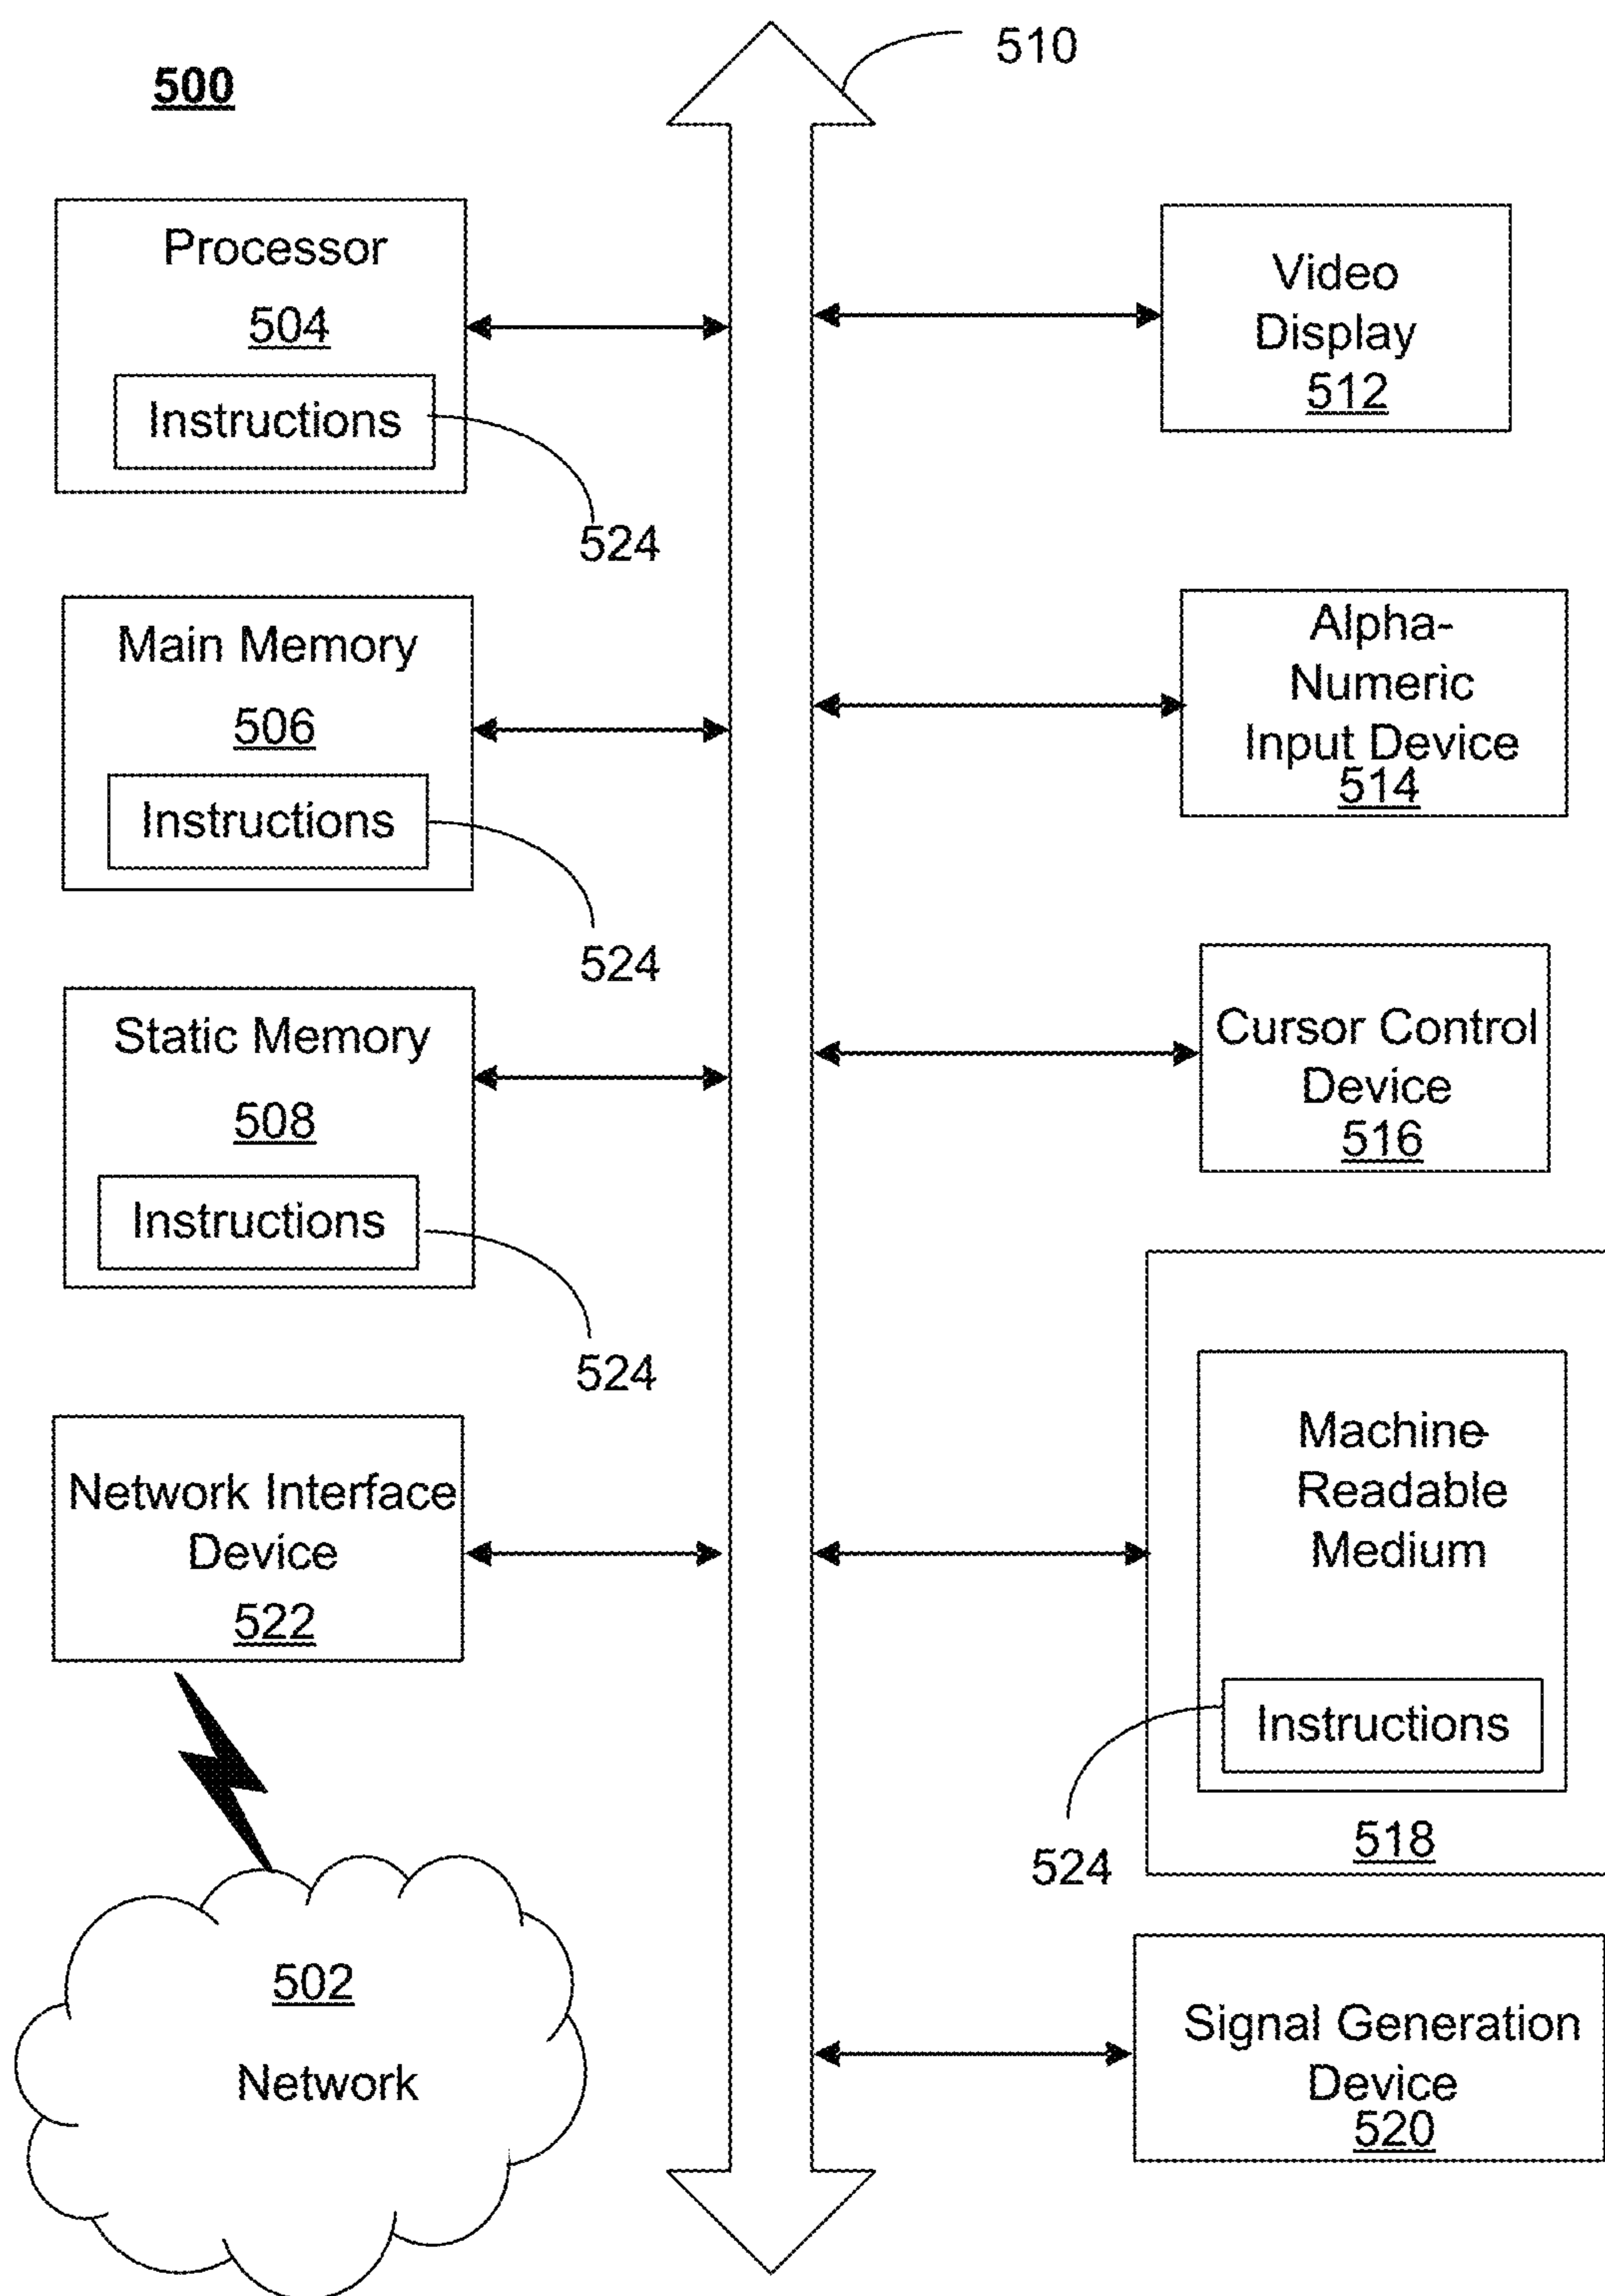 500
510
Processor
504
Instructions
524
Main Memory
506
Instructions
524
Static Memory
508
Instructions
524
Network Interface
Device
522
502
Network
Video
Display
512
Alpha-
Numeric
Input Device
514
Cursor Control
Device
516
Machine-
Readable
Medium
Instructions
524
518
Signal Generation
Device
520